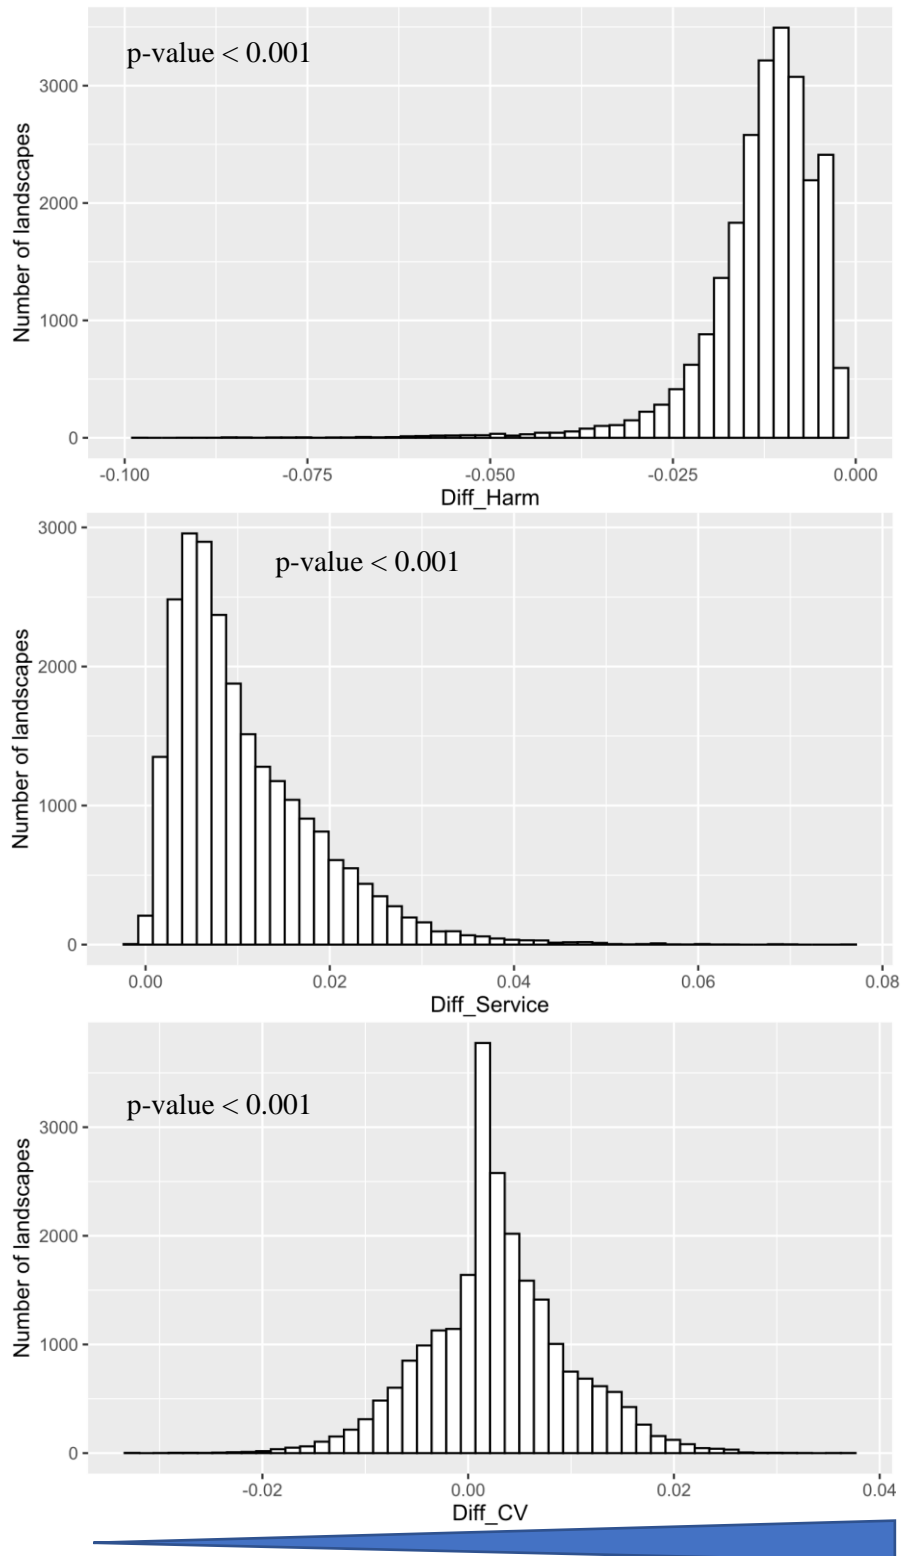 p-value < 0.001
3000
2000
1000
0
Number of landscapes
-0.100 -0.075 -0.050 -0.025 0.000
Diff_Harm
p-value < 0.001
3000
2000
1000
0
Number of landscapes
0.00 0.02 0.04 0.06 0.08
Diff_Service
p-value < 0.001
3000
2000
1000
0
Number of landscapes
-0.02 0.00 0.02 0.04
Diff_CV